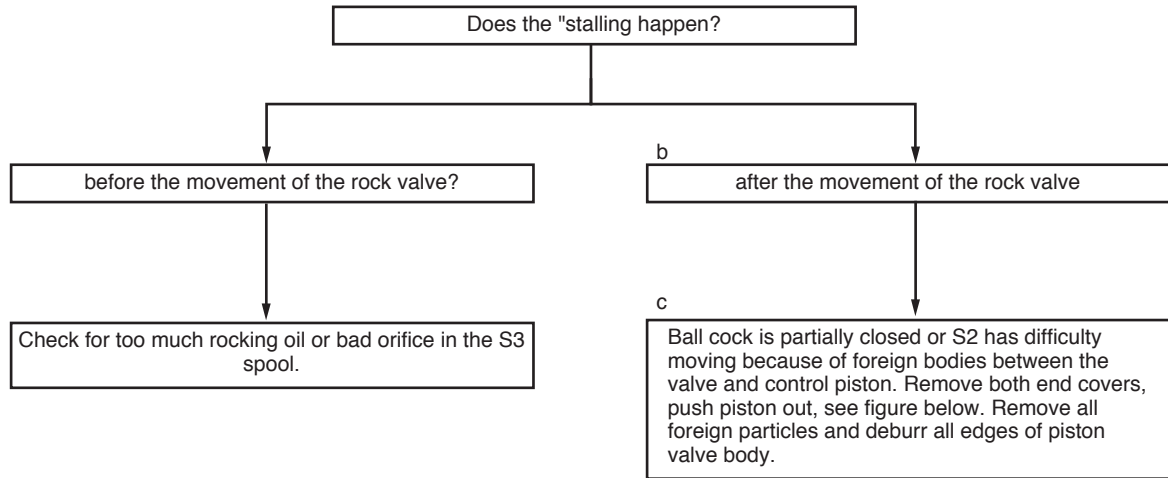 Does the "stalling happen?
before the movement of the rock valve?
b
after the movement of the rock valve
Check for too much rocking oil or bad orifice in the S3
spool.
c
Ball cock is partially closed or S2 has difficulty
moving because of foreign bodies between the
valve and control piston. Remove both end covers,
push piston out, see figure below. Remove all
foreign particles and deburr all edges of piston
valve body.